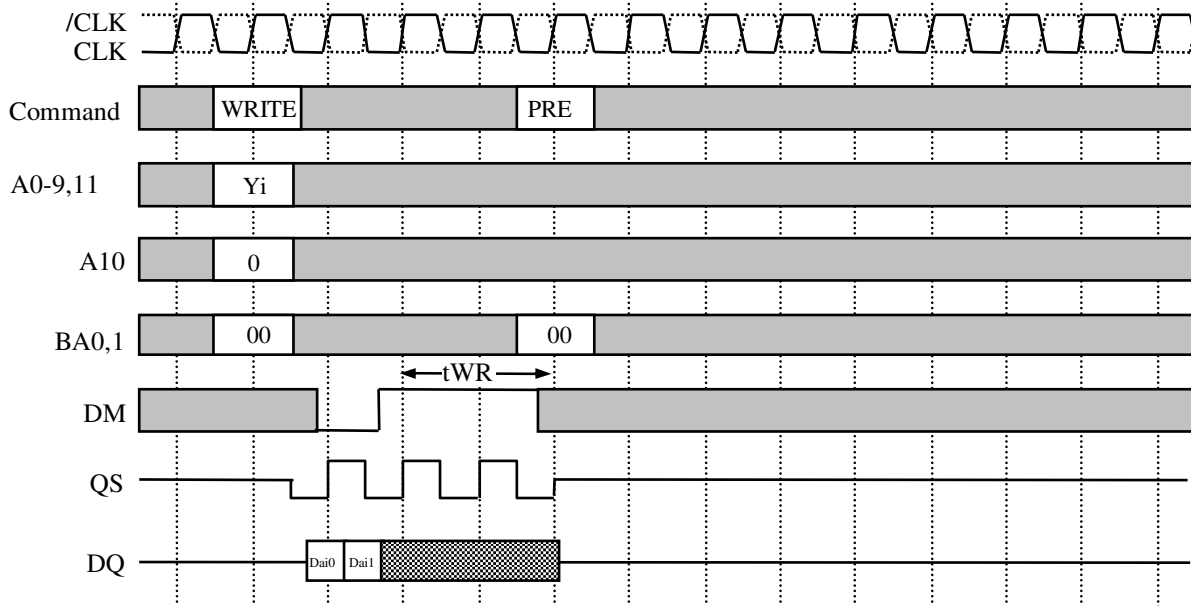 /CLK
CLK
Command WRITE PRE
A0-9,11 Yi
A10 0
BA0,1 00 00
tWR
DM
QS
DQ Dai0 Dai1